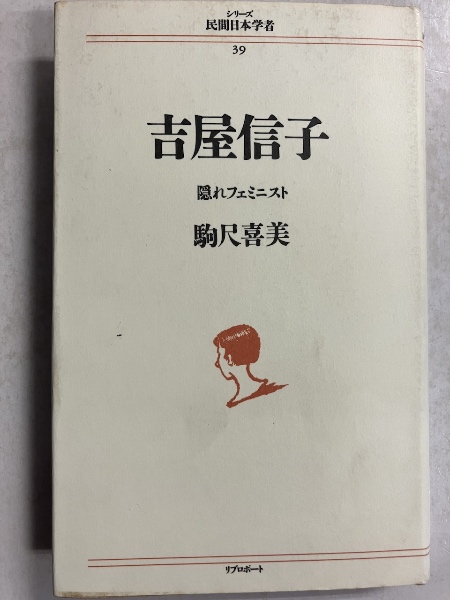 シリーズ
民間日本学者
39
吉屋信子
隠れフェミニスト
駒尺喜美
リブロポート